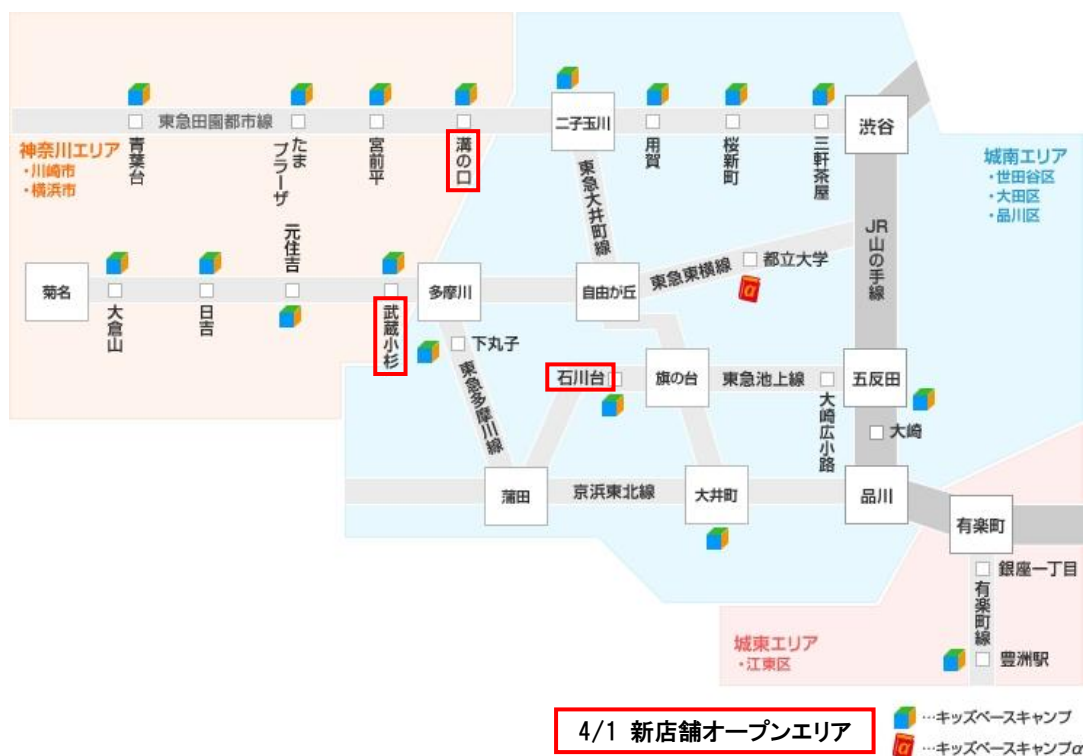 東急田園都市線
青葉台
たま
プラーザ
宮前平
溝の口
二子玉川
用賀
桜新町
三軒茶屋
渋谷
神奈川エリア
・川崎市
・横浜市
城南エリア
・世田谷区
・大田区
・品川区
東急大井町線
JR山の手線
菊名
大倉山
日吉
元住吉
武蔵小杉
多摩川
自由が丘
東急東横線
都立大学
下丸子
東急多摩川線
石川台
旗の台
東急池上線
大崎広小路
五反田
大崎
蒲田
京浜東北線
大井町
品川
有楽町
銀座一丁目
有楽町線
豊洲駅
城東エリア
・江東区
4/1 新店舗オープンエリア
…キッズベースキャンプ
α
…キッズベースキャンプα